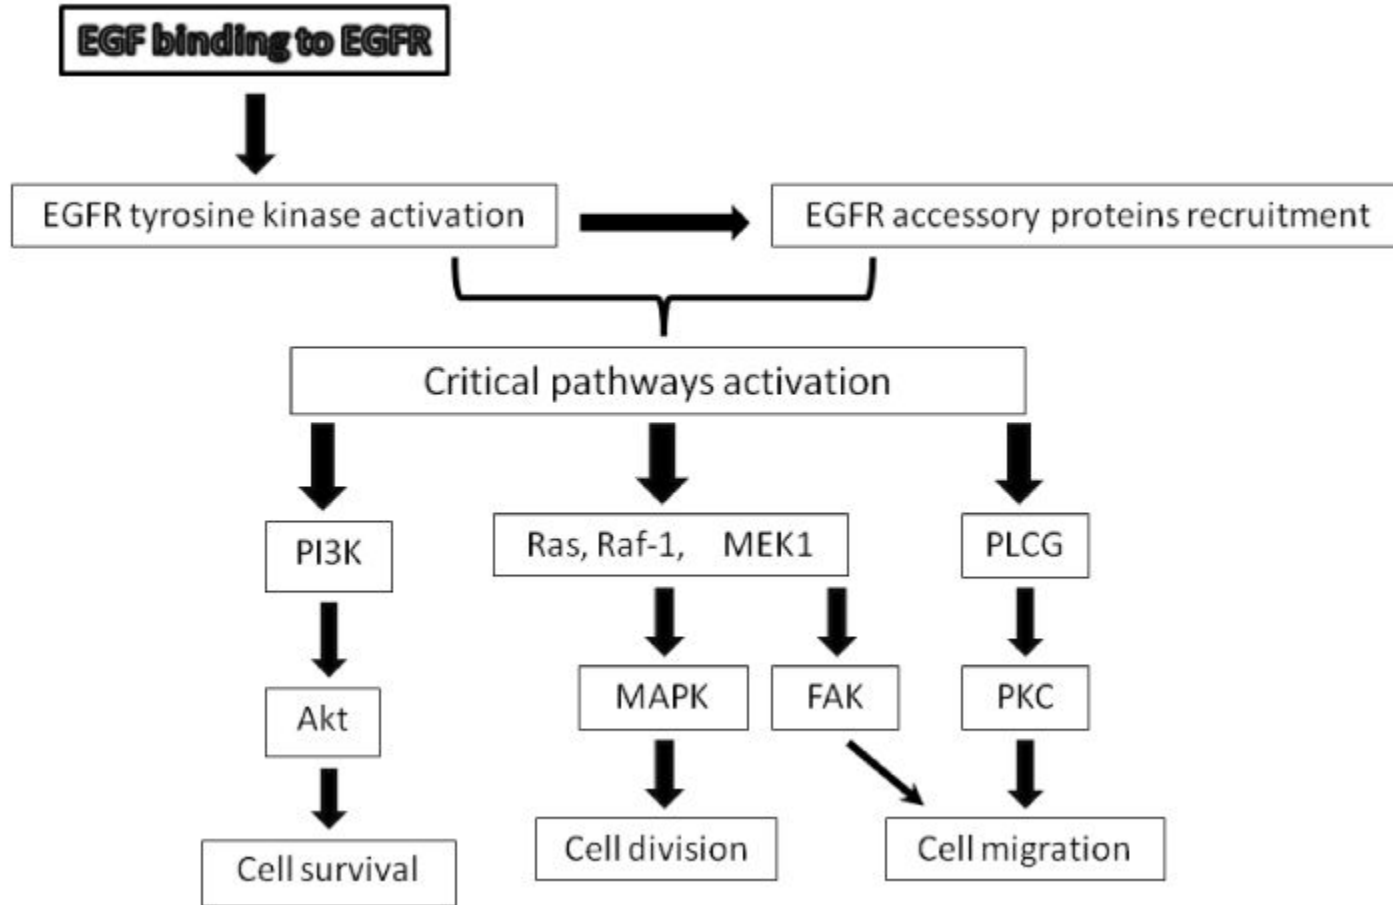 EGF binding to EGFR
EGFR tyrosine kinase activation
EGFR accessory proteins recruitment
Critical pathways activation
PI3K
Ras, Raf-1, MEK1
PLCG
Akt
MAPK
FAK
PKC
Cell survival
Cell division
Cell migration